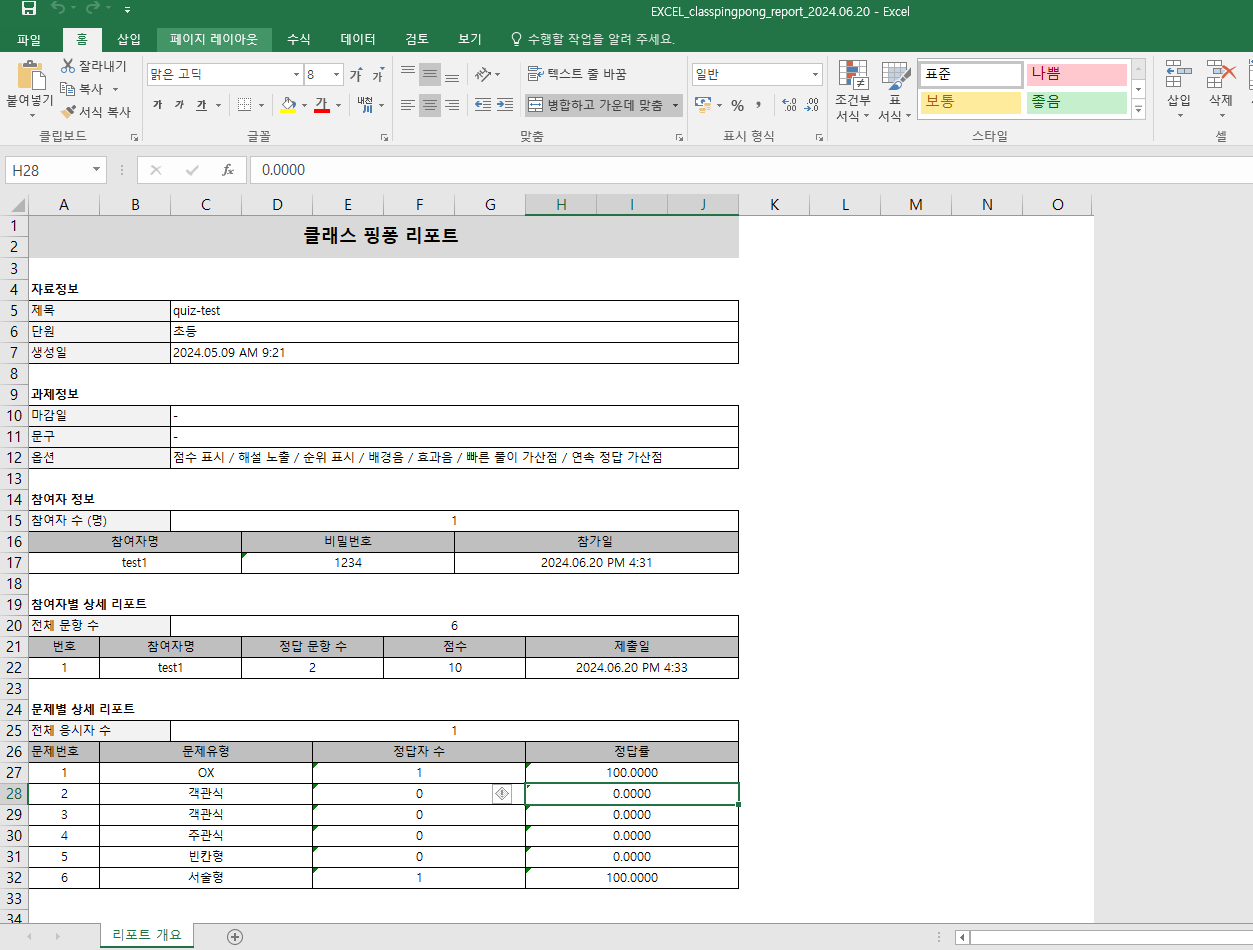 EXCEL_classpingpong_report_2024.06.20 - Excel
파일 홈 삽입 페이지 레이아웃 수식 데이터 검토 보기 수행할 작업을 알려 주세요.
붙여넣기 잘라내기 복사 서식 복사
맑은 고딕 8 가 가
가 가 가 가 내천
텍스트 줄 바꿈
병합하고 가운데 맞춤
일반
% ,
조건부 서식 표 서식
표준 나쁨
보통 좋음
삽입 삭제
클립보드 글꼴 맞춤 표시 형식 스타일 셀
H28 fx 0.0000
A B C D E F G H I J K L M N O
1 클래스 핑퐁 리포트
2
3
4 자료정보
5 제목 quiz-test
6 단원 초등
7 생성일 2024.05.09 AM 9:21
8
9 과제정보
10 마감일 -
11 문구 -
12 옵션 점수 표시 / 해설 노출 / 순위 표시 / 배경음 / 효과음 / 빠른 풀이 가산점 / 연속 정답 가산점
13
14 참여자 정보
15 참여자 수 (명) 1
16 참여자명 비밀번호 참가일
17 test1 1234 2024.06.20 PM 4:31
18
19 참여자별 상세 리포트
20 전체 문항 수 6
21 번호 참여자명 정답 문항 수 점수 제출일
22 1 test1 2 10 2024.06.20 PM 4:33
23
24 문제별 상세 리포트
25 전체 응시자 수 1
26 문제번호 문제유형 정답자 수 정답률
27 1 OX 1 100.0000
28 2 객관식 0 0.0000
29 3 객관식 0 0.0000
30 4 주관식 0 0.0000
31 5 빈칸형 0 0.0000
32 6 서술형 1 100.0000
33
34
리포트 개요